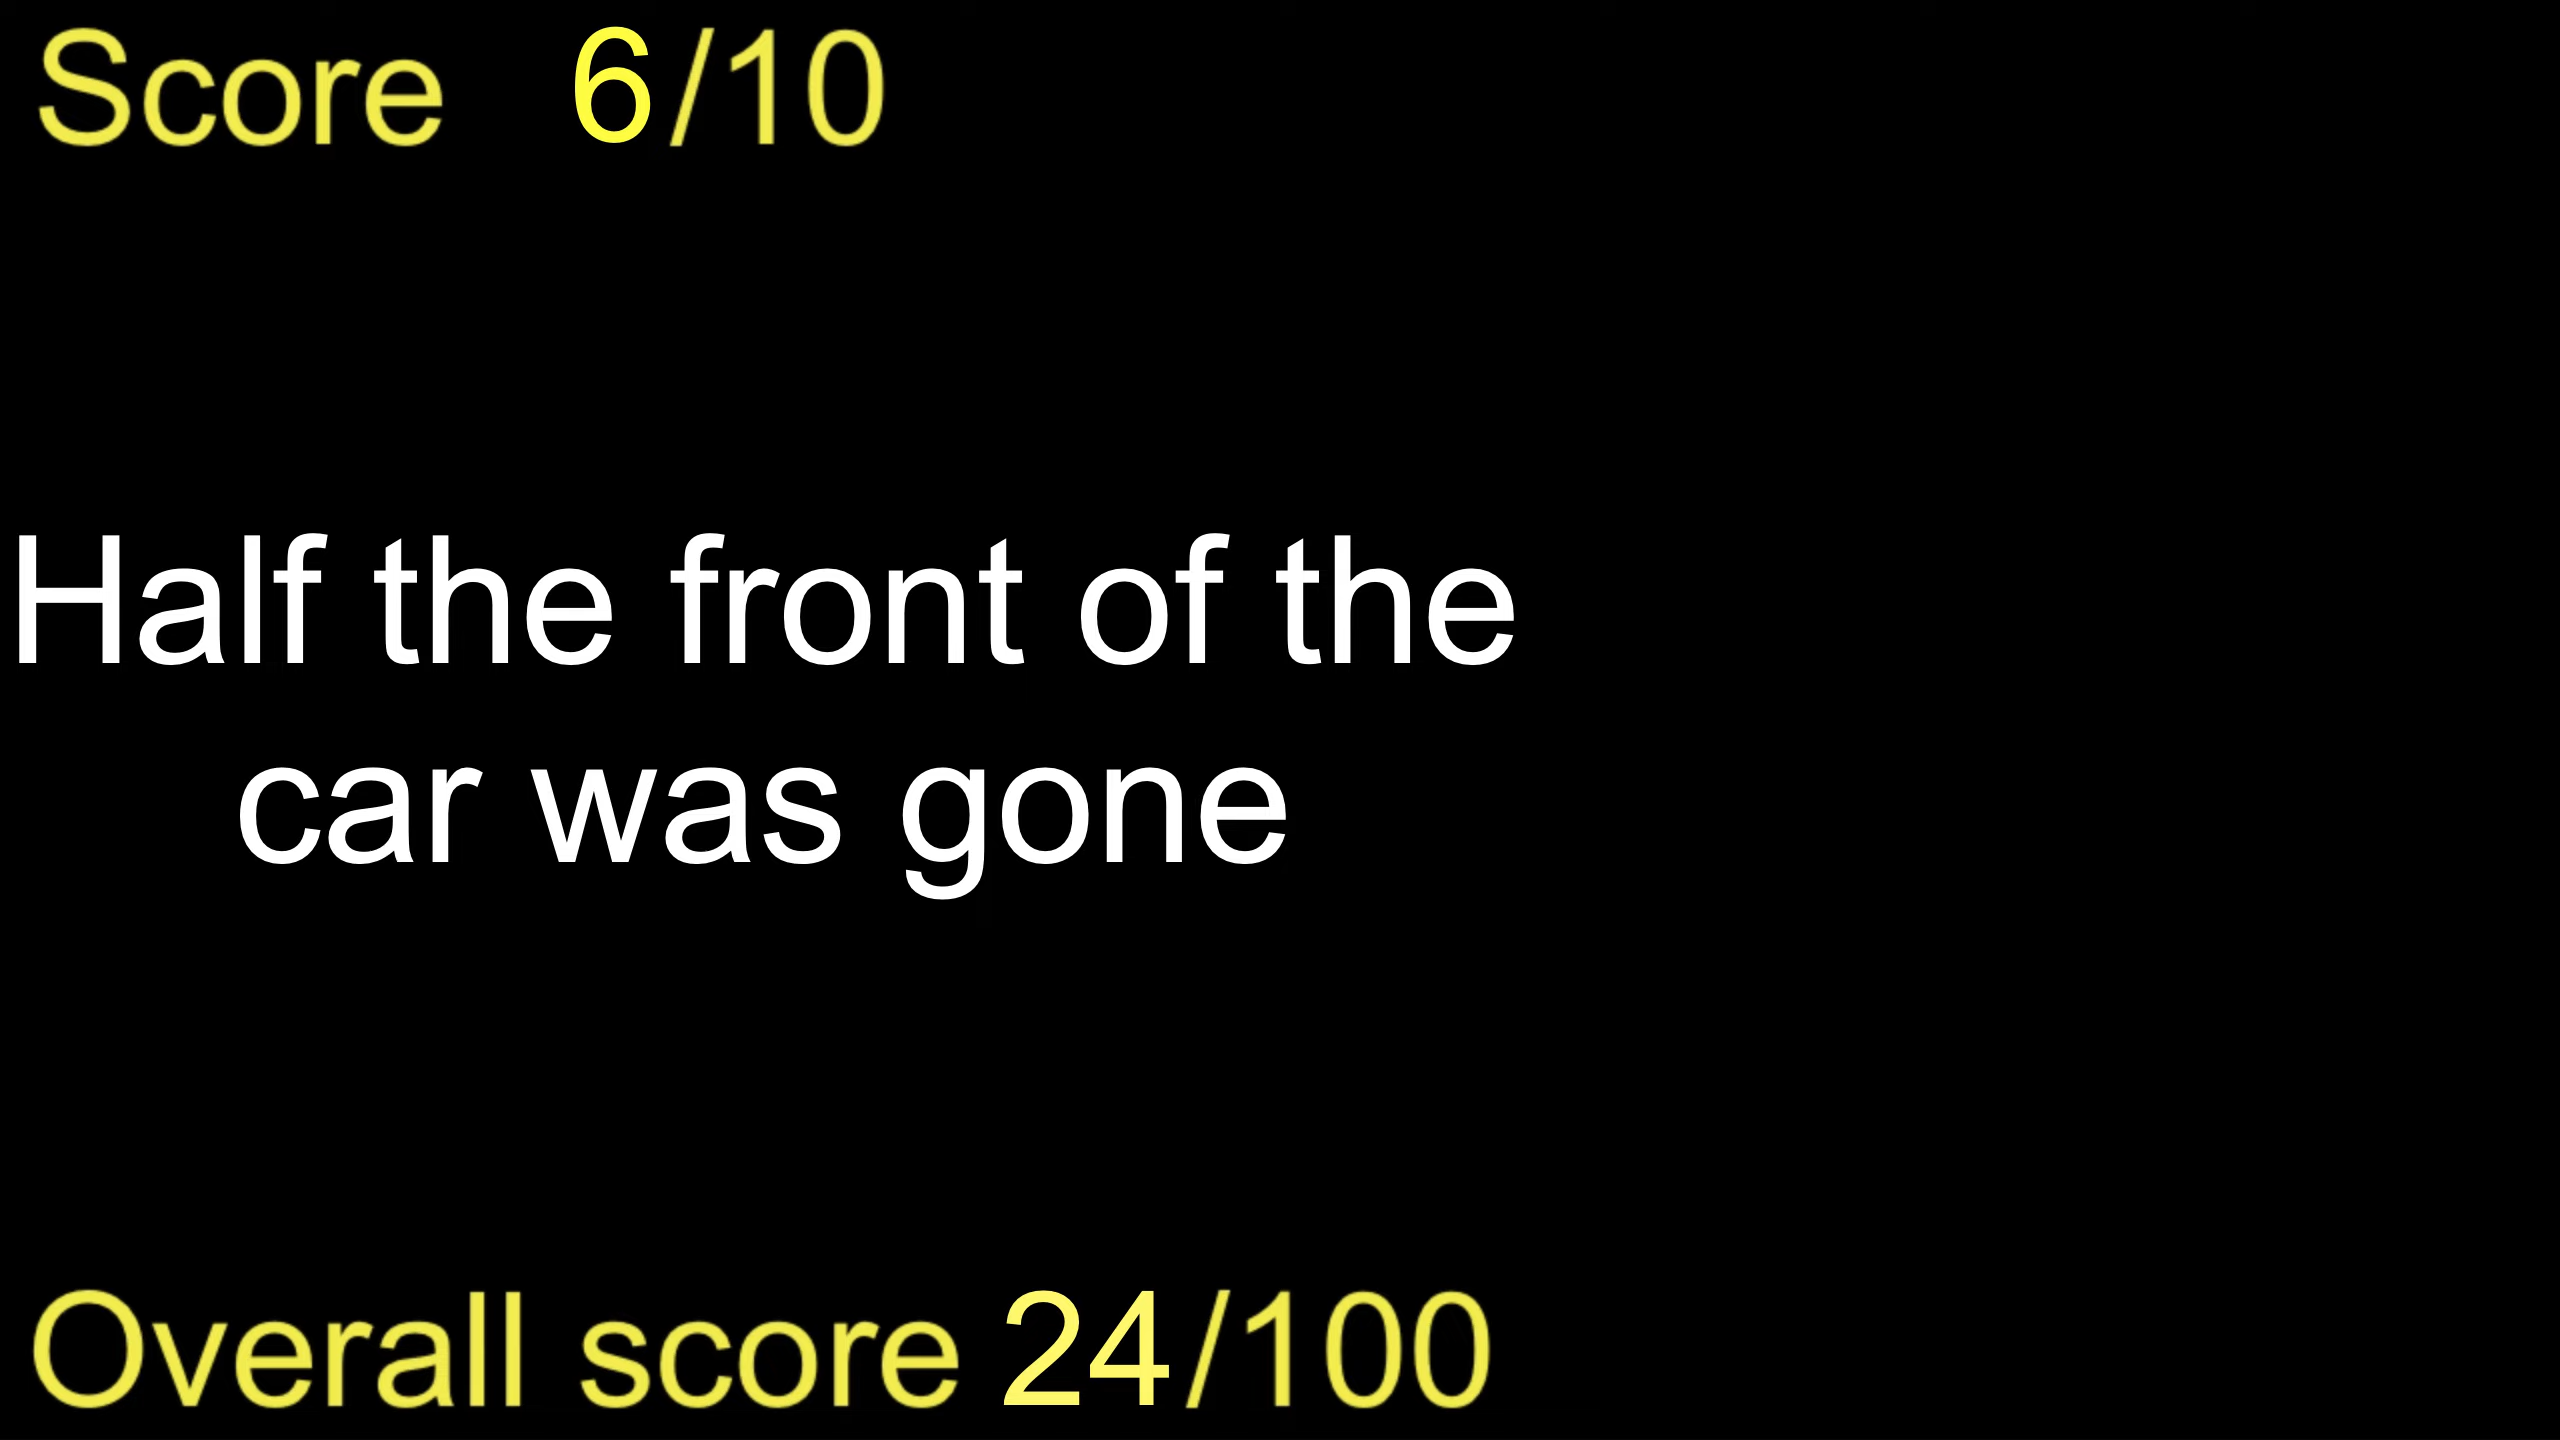 Score 6/10
Half the front of the
car was gone
Overall score 24/100